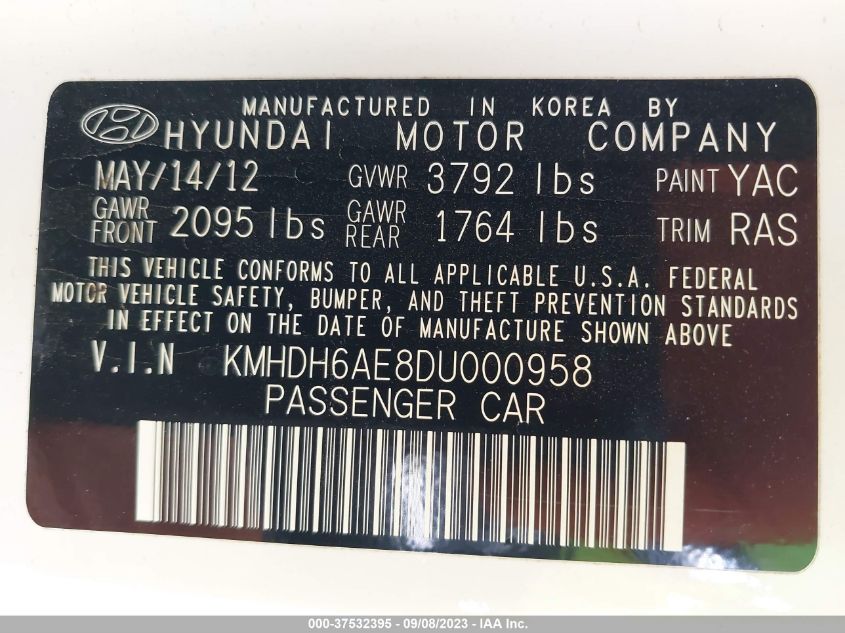 MANUFACTURED IN KOREA BY
HYUNDAI MOTOR COMPANY
MAY/14/12 GVWR 3792 lbs PAINT YAC
GAWR FRONT 2095 lbs GAWR REAR 1764 lbs TRIM RAS
THIS VEHICLE CONFORMS TO ALL APPLICABLE U.S.A. FEDERAL
MOTOR VEHICLE SAFETY, BUMPER, AND THEFT PREVENTION STANDARDS
IN EFFECT ON THE DATE OF MANUFACTURE SHOWN ABOVE
V.I.N KMHDH6AE8DU000958
PASSENGER CAR
000-37532395 - 09/08/2023 - IAA Inc.